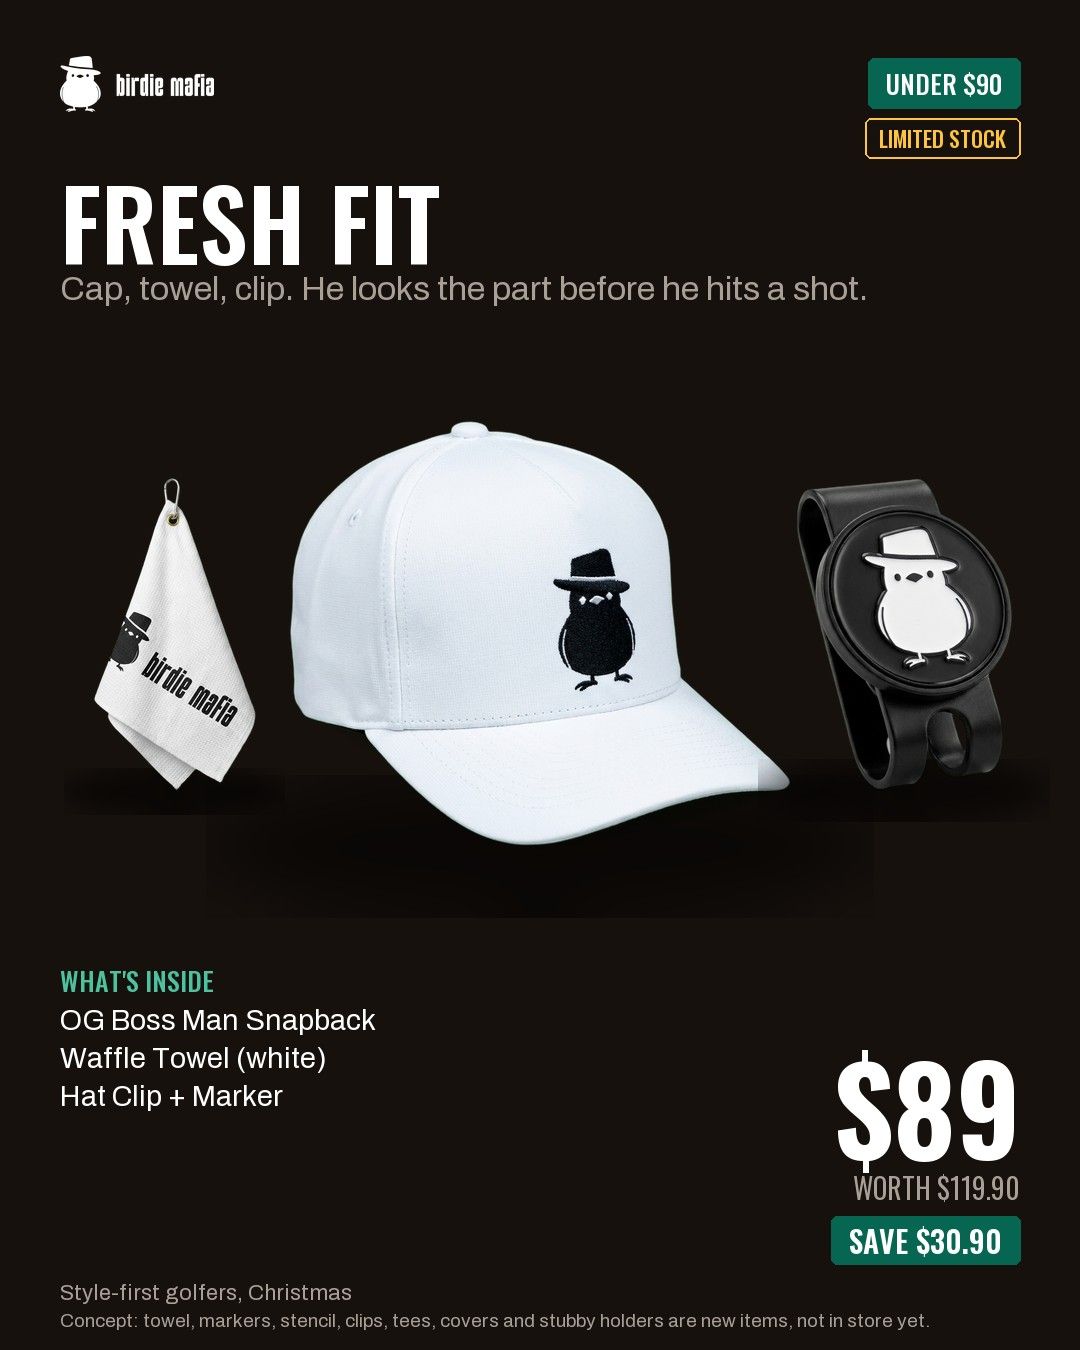 birdie mafia
UNDER $90
LIMITED STOCK
FRESH FIT
Cap, towel, clip. He looks the part before he hits a shot.
birdie mafia
WHAT'S INSIDE
OG Boss Man Snapback
Waffle Towel (white)
Hat Clip + Marker
$89
WORTH $119.90
SAVE $30.90
Style-first golfers, Christmas
Concept: towel, markers, stencil, clips, tees, covers and stubby holders are new items, not in store yet.